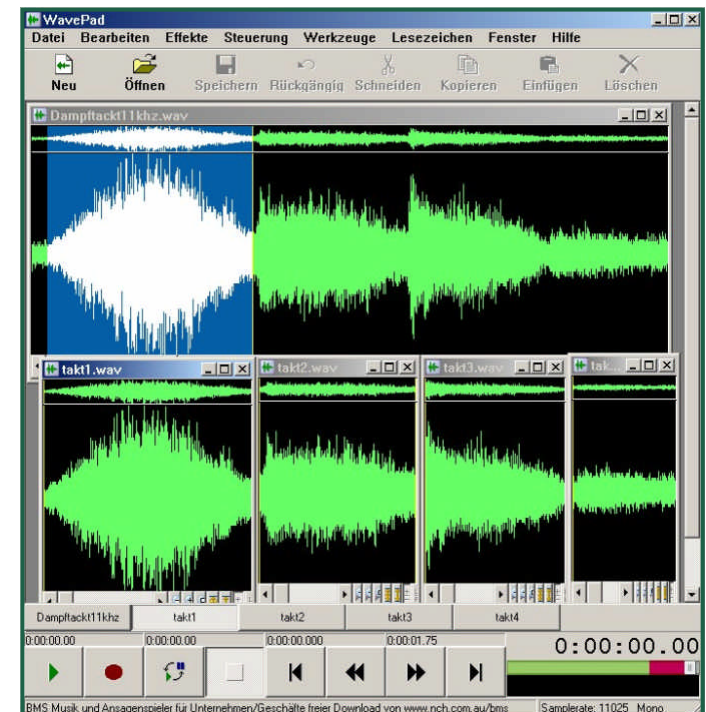 WavePad
Datei Bearbeiten Effekte Steuerung Werkzeuge Lesezeichen Fenster Hilfe
Neu Öffnen Speichern Rückgängig Schneiden Kopieren Einfügen Löschen
Dampftackt11khz.wav
takt1.wav takt2.wav takt3.wav tak...
Dampftackt11khz takt1 takt2 takt3 takt4
0:00:00.00 0:00:00.00 0:00:00.000 0:00:01.75 0:00:00.00
BMS Musik und Ansagenspieler für Unternehmen/Geschäfte freier Download von www.nch.com.au/bms Samplerate: 11025 Mono